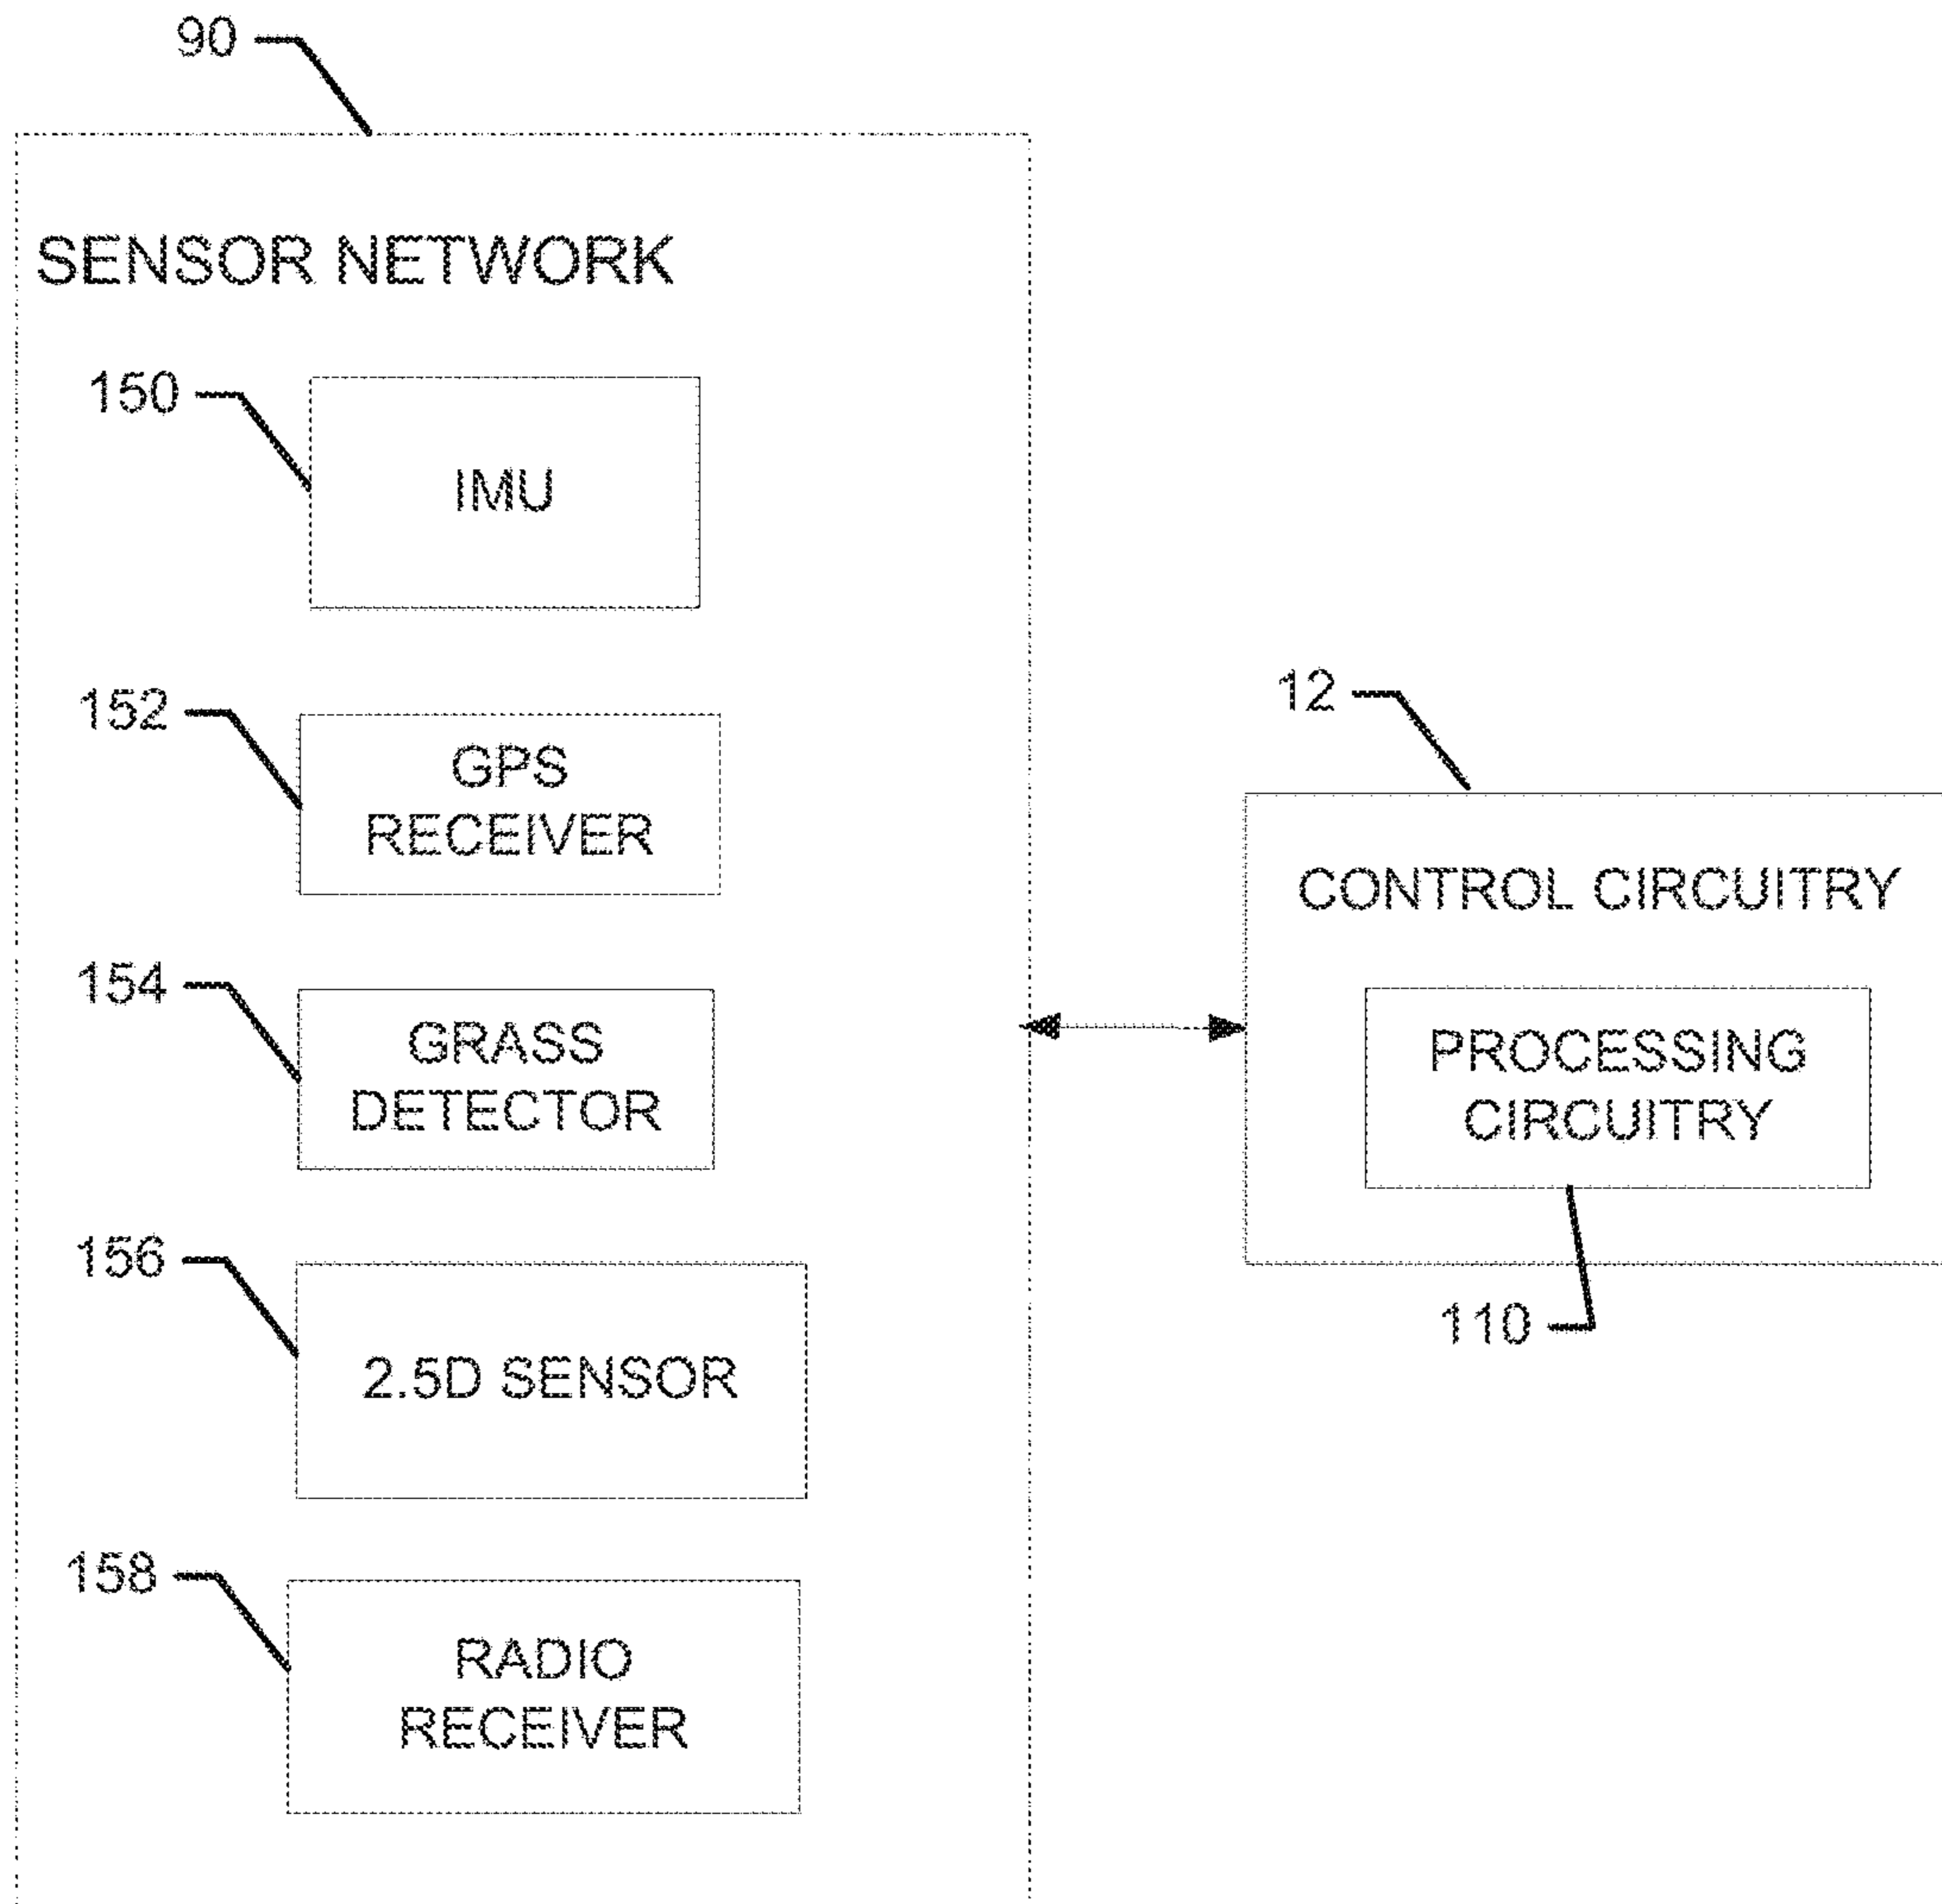 90
SENSOR NETWORK
150
IMU
152
GPS
RECEIVER
154
GRASS
DETECTOR
156
2.5D SENSOR
158
RADIO
RECEIVER
12
CONTROL CIRCUITRY
PROCESSING
CIRCUITRY
110